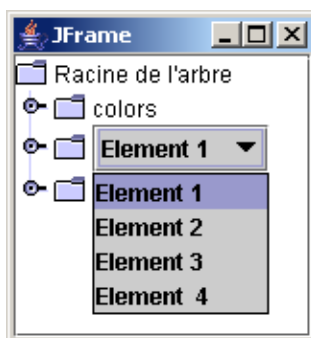 JFrame
Racine de l'arbre
colors
Element 1
Element 1
Element 2
Element 3
Element  4